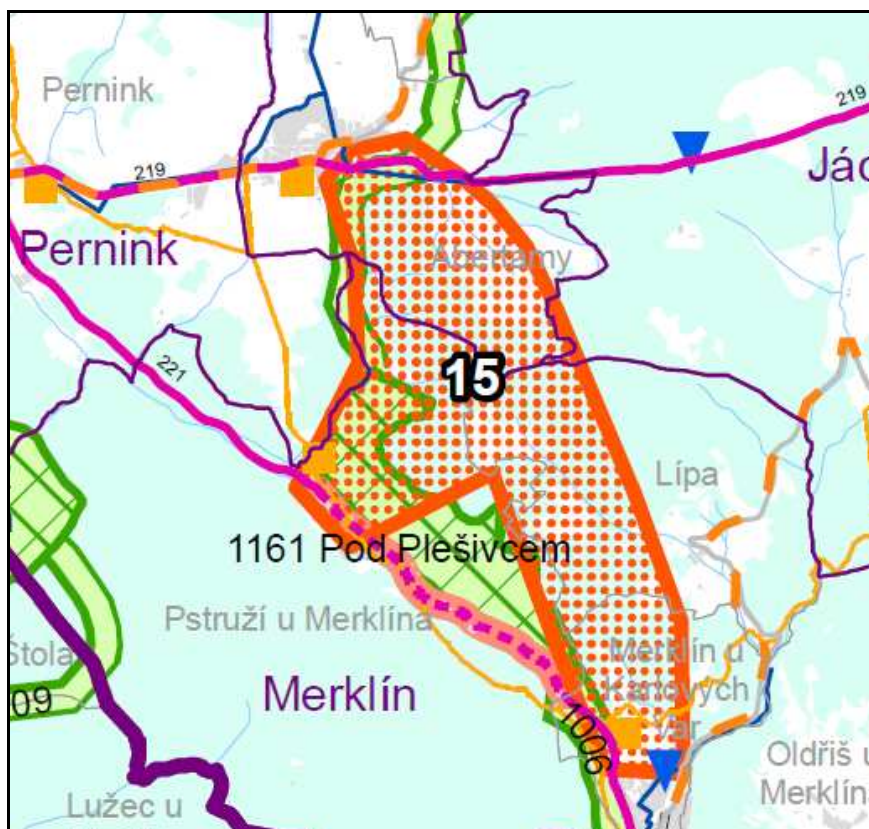 219
Pernink
219
Jác
Pernink
Abertamy
221
15
Lípa
1161 Pod Plešivcem
Pstruží u Merklína
Štola
Merklín u
Karlových
Var
Merklín
09
1006
Oldřiš u
Merklína
Lužec u